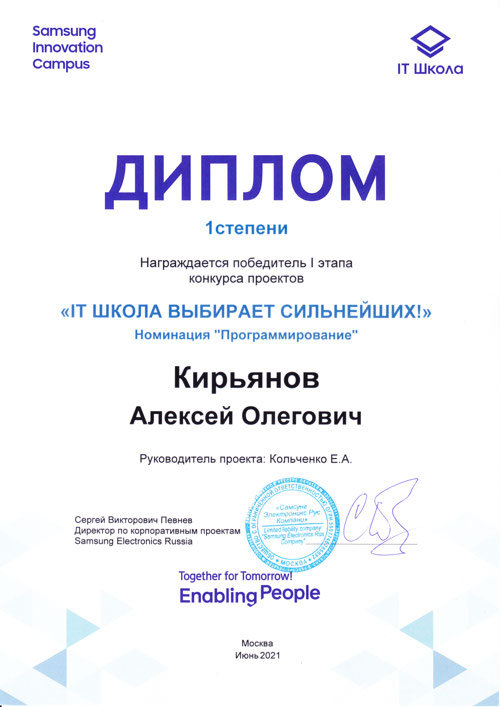 Samsung
Innovation
Campus
IT Школа
ДИПЛОМ
1степени
Награждается победитель I этапа
конкурса проектов
«IT ШКОЛА ВЫБИРАЕТ СИЛЬНЕЙШИХ!»
Номинация "Программирование"
Кирьянов
Алексей Олегович
Руководитель проекта: Кольченко Е.А.
Сергей Викторович Певнев
Директор по корпоративным проектам
Samsung Electronics Russia
«Самсунг
Электроникс Рус
Компани»
Limited liability company
"Samsung Electronics Rus
Company"
МОСКВА
Together for Tomorrow!
Enabling People
Москва
Июнь 2021